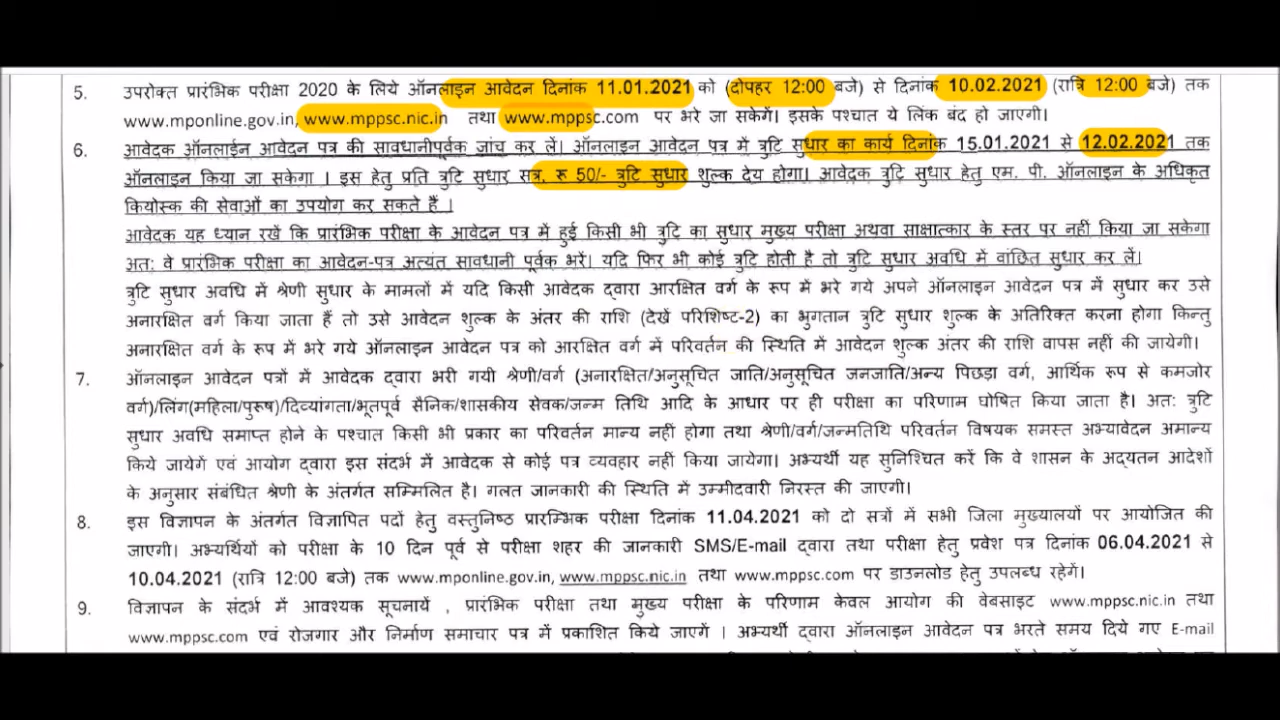 5. उपरोक्त प्रारंभिक परीक्षा 2020 के लिये ऑनलाइन आवेदन दिनांक 11.01.2021 को (दोपहर 12:00 बजे) से दिनांक 10.02.2021 (रात्रि 12:00 बजे) तक
www.mponline.gov.in, www.mppsc.nic.in तथा www.mppsc.com पर भरे जा सकेगें। इसके पश्चात ये लिंक बंद हो जाएगी।
6. आवेदक ऑनलाईन आवेदन पत्र की सावधानीपूर्वक जांच कर लें। ऑनलाइन आवेदन पत्र में त्रुटि सुधार का कार्य दिनांक 15.01.2021 से 12.02.2021 तक
ऑनलाइन किया जा सकेगा । इस हेतु प्रति त्रुटि सुधार सत्र, रू 50/- त्रुटि सुधार शुल्क देय होगा। आवेदक त्रुटि सुधार हेतु एम. पी. ऑनलाइन के अधिकृत
कियोस्क की सेवाओं का उपयोग कर सकते हैं ।
आवेदक यह ध्यान रखें कि प्रारंभिक परीक्षा के आवेदन पत्र में हुई किसी भी त्रुटि का सुधार मुख्य परीक्षा अथवा साक्षात्कार के स्तर पर नहीं किया जा सकेगा
अत: वे प्रारंभिक परीक्षा का आवेदन-पत्र अत्यंत सावधानी पूर्वक भरें। यदि फिर भी कोई त्रुटि होती है तो त्रुटि सुधार अवधि में वांछित सुधार कर लें।
त्रुटि सुधार अवधि में श्रेणी सुधार के मामलों में यदि किसी आवेदक द्वारा आरक्षित वर्ग के रूप में भरे गये अपने ऑनलाइन आवेदन पत्र में सुधार कर उसे
अनारक्षित वर्ग किया जाता हैं तो उसे आवेदन शुल्क के अंतर की राशि (देखें परिशिष्ट-2) का भुगतान त्रुटि सुधार शुल्क के अतिरिक्त करना होगा किन्तु
अनारक्षित वर्ग के रूप में भरे गये ऑनलाइन आवेदन पत्र को आरक्षित वर्ग में परिवर्तन की स्थिति में आवेदन शुल्क अंतर की राशि वापस नहीं की जायेगी।
7. ऑनलाइन आवेदन पत्रों में आवेदक द्वारा भरी गयी श्रेणी/वर्ग (अनारक्षित/अनुसूचित जाति/अनुसूचित जनजाति/अन्य पिछड़ा वर्ग, आर्थिक रूप से कमजोर
वर्ग)/लिंग(महिला/पुरूष)/दिव्यांगता/भूतपूर्व सैनिक/शासकीय सेवक/जन्म तिथि आदि के आधार पर ही परीक्षा का परिणाम घोषित किया जाता है। अत: त्रुटि
सुधार अवधि समाप्त होने के पश्चात किसी भी प्रकार का परिवर्तन मान्य नहीं होगा तथा श्रेणी/वर्ग/जन्मतिथि परिवर्तन विषयक समस्त अभ्यावेदन अमान्य
किये जायेगें एवं आयोग द्वारा इस संदर्भ में आवेदक से कोई पत्र व्यवहार नहीं किया जायेगा। अभ्यर्थी यह सुनिश्चित करें कि वे शासन के अद्यतन आदेशों
के अनुसार संबंधित श्रेणी के अंतर्गत सम्मिलित है। गलत जानकारी की स्थिति में उम्मीदवारी निरस्त की जाएगी।
8. इस विज्ञापन के अंतर्गत विज्ञापित पदों हेतु वस्तुनिष्ठ प्रारम्भिक परीक्षा दिनांक 11.04.2021 को दो सत्रों में सभी जिला मुख्यालयों पर आयोजित की
जाएगी। अभ्यर्थियों को परीक्षा के 10 दिन पूर्व से परीक्षा शहर की जानकारी SMS/E-mail द्वारा तथा परीक्षा हेतु प्रवेश पत्र दिनांक 06.04.2021 से
10.04.2021 (रात्रि 12:00 बजे) तक www.mponline.gov.in, www.mppsc.nic.in तथा www.mppsc.com पर डाउनलोड हेतु उपलब्ध रहेगें।
9. विज्ञापन के संदर्भ में आवश्यक सूचनायें , प्रारंभिक परीक्षा तथा मुख्य परीक्षा के परिणाम केवल आयोग की वेबसाइट www.mppsc.nic.in तथा
www.mppsc.com एवं रोजगार और निर्माण समाचार पत्र में प्रकाशित किये जाएगें । अभ्यर्थी द्वारा ऑनलाइन आवेदन पत्र भरते समय दिये गए E-mail